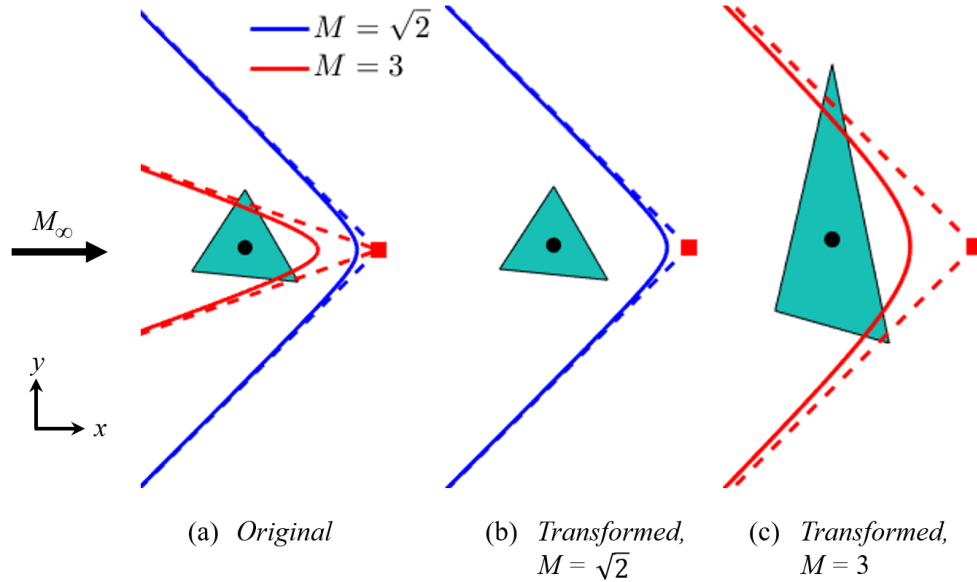 M = √2
M = 3
M∞
y
x
(a) Original
(b) Transformed,
M = √2
(c) Transformed,
M = 3